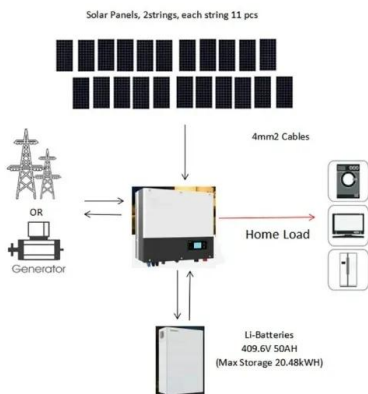 Solar Panels, 2strings, each string 11 pcs
4mm2 Cables
OR
Generator
Home Load
Li-Batteries
409.6V 50AH
(Max Storage 20.48kWH)